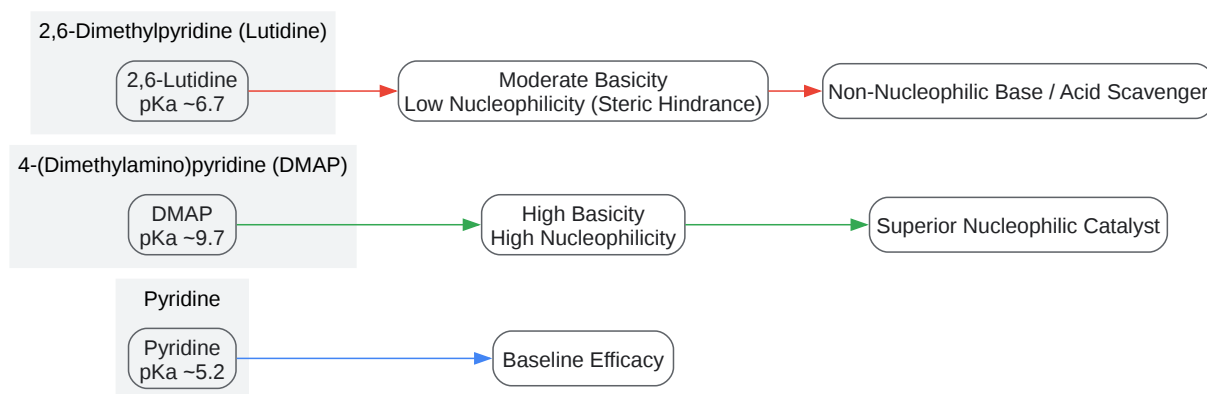 2,6-Dimethylpyridine (Lutidine)
2,6-Lutidine
pKa ~6.7
Moderate Basicity
Low Nucleophilicity (Steric Hindrance)
Non-Nucleophilic Base / Acid Scavenger
4-(Dimethylamino)pyridine (DMAP)
DMAP
pKa ~9.7
High Basicity
High Nucleophilicity
Superior Nucleophilic Catalyst
Pyridine
Pyridine
pKa ~5.2
Baseline Efficacy